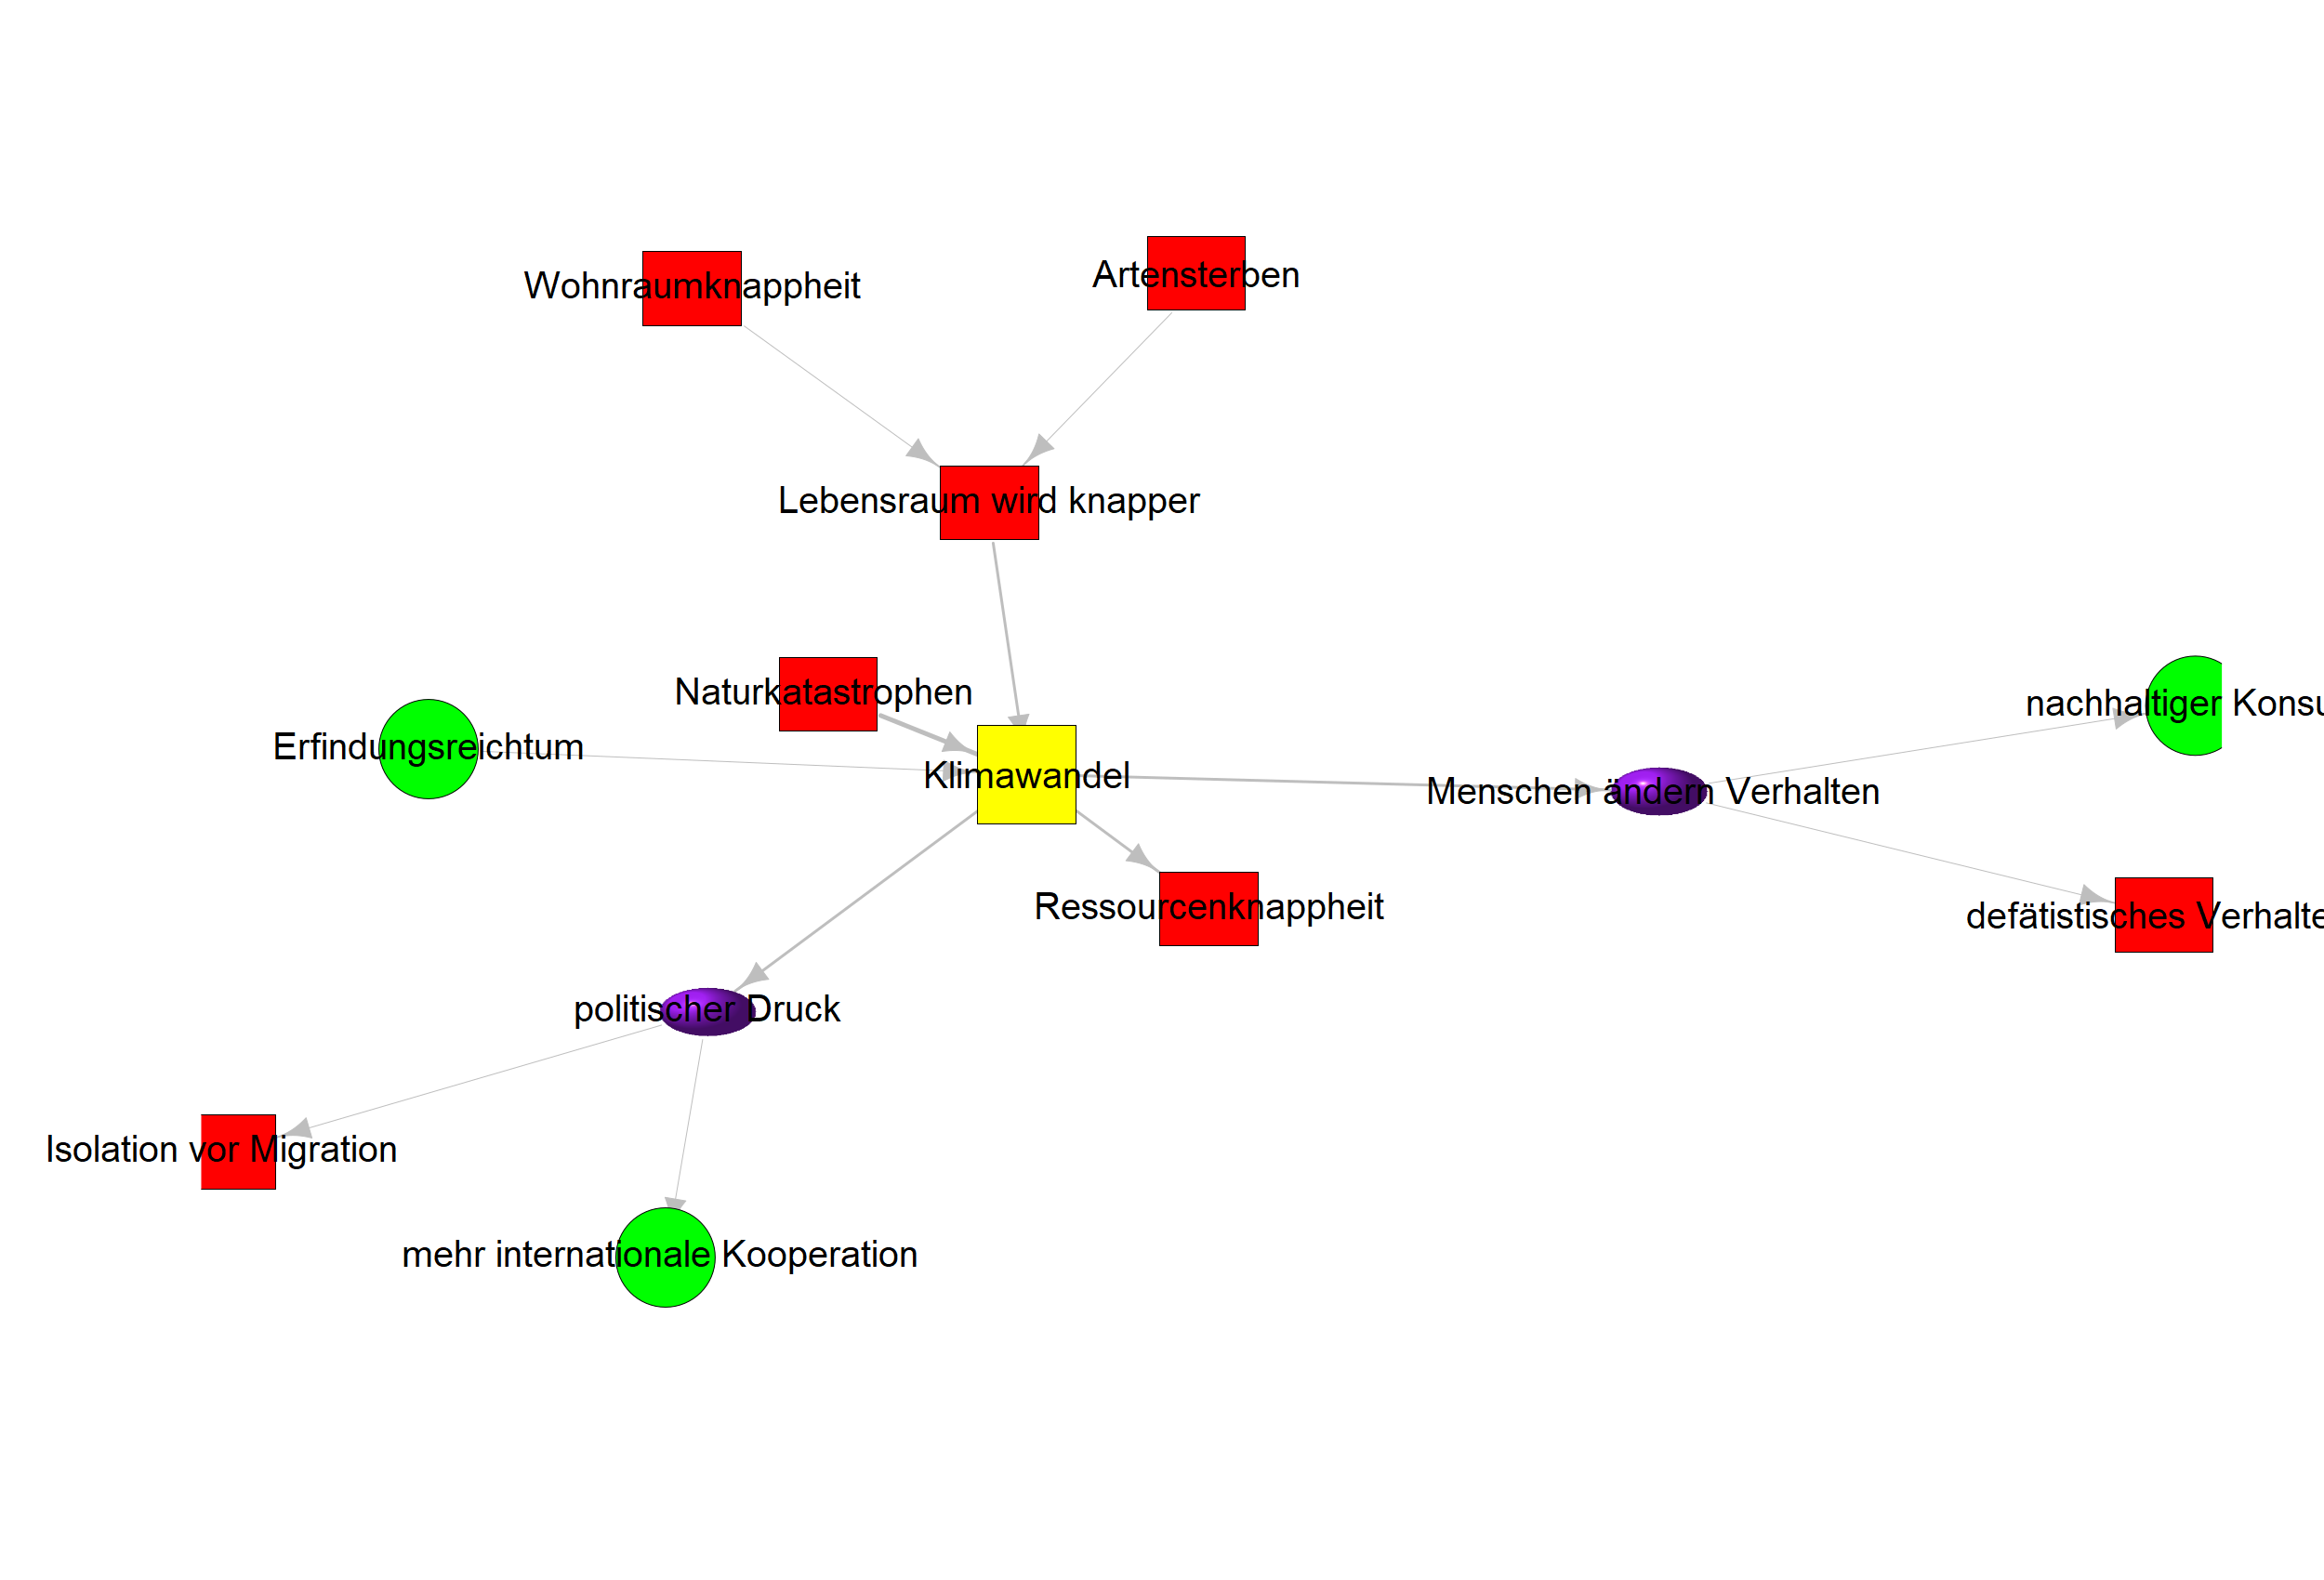 Wohnraumknappheit
Artensterben
Lebensraum wird knapper
Naturkatastrophen
nachhaltiger Konsu
Erfindungsreichtum
Klimawandel
Menschen ändern Verhalten
Ressourcenknappheit
defätistisches Verhalte
politischer Druck
Isolation vor Migration
mehr internationale Kooperation